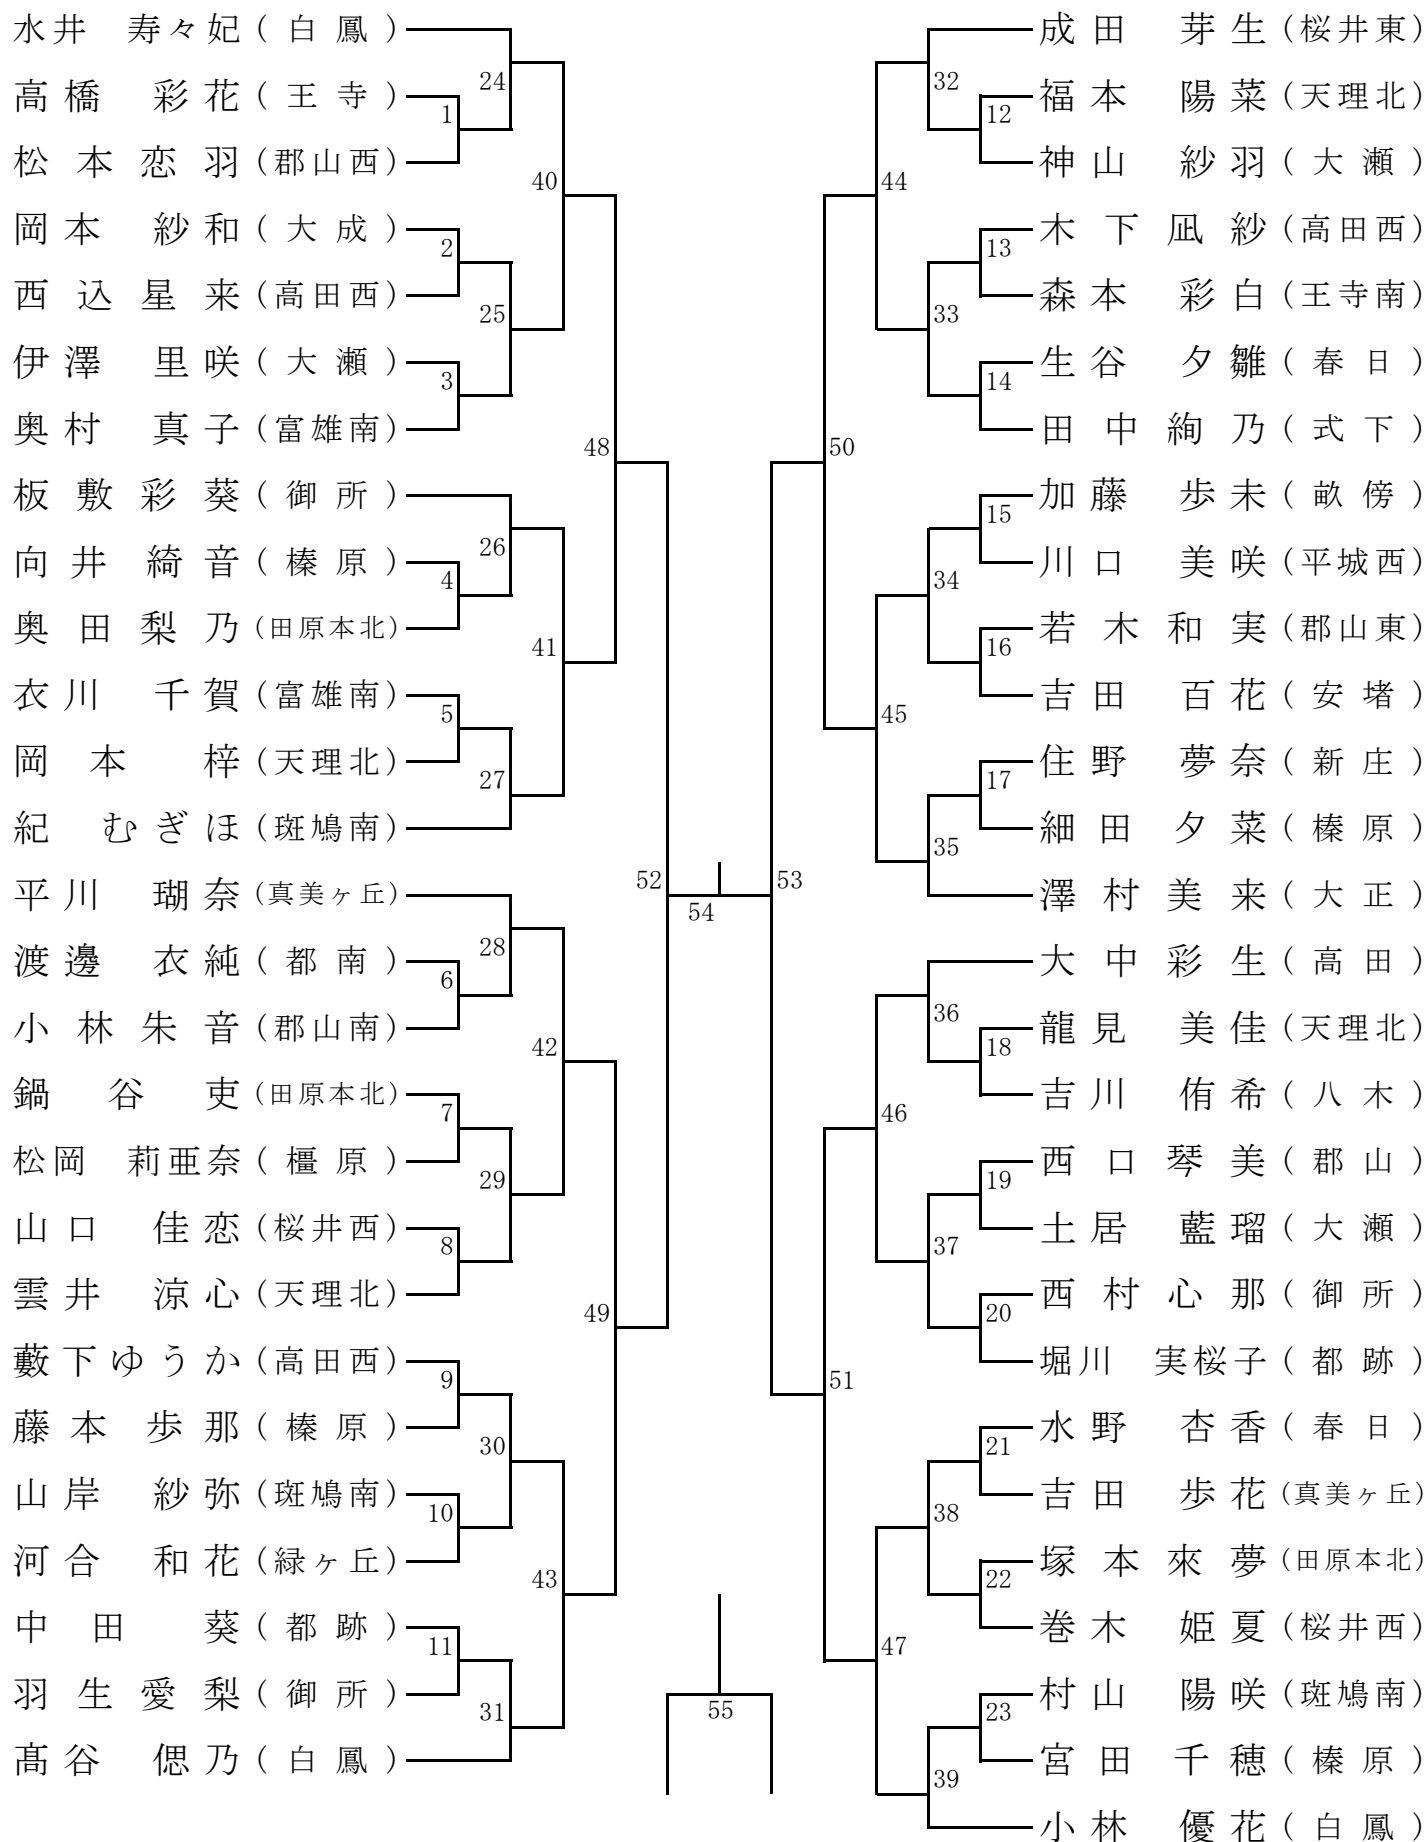 水井 寿々妃（白鳳）
高橋 彩花（王寺）
松本恋羽（郡山西）
岡本 紗和（大成）
西込星来（高田西）
伊澤 里咲（大瀬）
奥村 真子（富雄南）
板敷彩葵（御所）
向井 綺音（榛原）
奥田梨乃（田原本北）
衣川 千賀（富雄南）
岡本 梓（天理北）
紀 むぎほ（斑鳩南）
平川 瑚奈（真美ヶ丘）
渡邊 衣純（都南）
小林朱音（郡山南）
鍋谷 吏（田原本北）
松岡 莉亜奈（橿原）
山口 佳恋（桜井西）
雲井 涼心（天理北）
藪下ゆうか（高田西）
藤本 歩那（榛原）
山岸 紗弥（斑鳩南）
河合 和花（緑ヶ丘）
中田 葵（都跡）
羽生愛梨（御所）
髙谷 偲乃（白鳳）
1
2
3
4
5
6
7
8
9
10
11
24
25
26
27
28
29
30
31
40
41
42
43
48
49
52
54
55
53
50
51
44
45
46
47
32
33
34
35
36
37
38
39
12
13
14
15
16
17
18
19
20
21
22
23
成田 芽生（桜井東）
福本 陽菜（天理北）
神山 紗羽（大瀬）
木下凪紗（高田西）
森本 彩白（王寺南）
生谷 夕雛（春日）
田中絢乃（式下）
加藤 歩未（畝傍）
川口 美咲（平城西）
若木和実（郡山東）
吉田 百花（安堵）
住野 夢奈（新庄）
細田 夕菜（榛原）
澤村美来（大正）
大中彩生（高田）
龍見 美佳（天理北）
吉川 侑希（八木）
西口琴美（郡山）
土居 藍瑠（大瀬）
西村心那（御所）
堀川 実桜子（都跡）
水野 杏香（春日）
吉田 歩花（真美ヶ丘）
塚本來夢（田原本北）
巻木 姫夏（桜井西）
村山 陽咲（斑鳩南）
宮田 千穂（榛原）
小林 優花（白鳳）